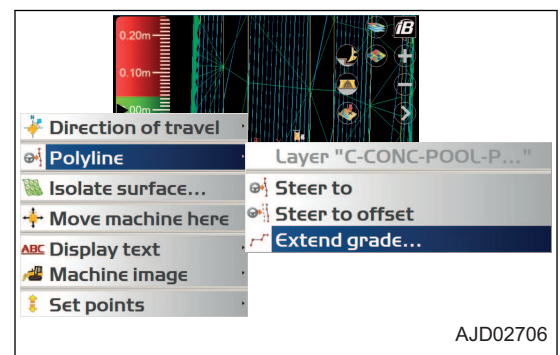 0.20m
iB
0.10m
.00m
Direction of travel
Polyline
Layer "C-CONC-POOL-P..."
Isolate surface...
Steer to
Move machine here
Steer to offset
ABC Display text
Extend grade...
Machine image
Set points
AJD02706